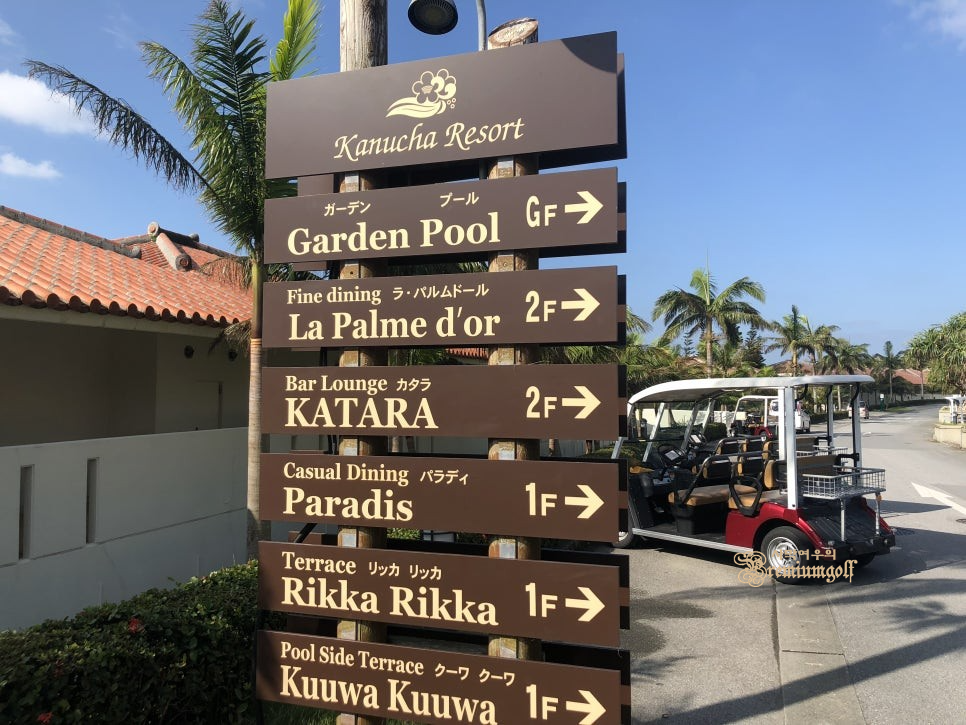 Kanucha Resort
ガーデン プール
Garden Pool GF
Fine dining ラ・パルムドール
La Palme d'or 2F
Bar Lounge カタラ
KATARA 2F
Casual Dining パラディ
Paradis 1F
Terrace リッカ リッカ
Rikka Rikka 1F
Pool Side Terrace クーワ クーワ
Kuuwa Kuuwa 1F
Premiumgolf